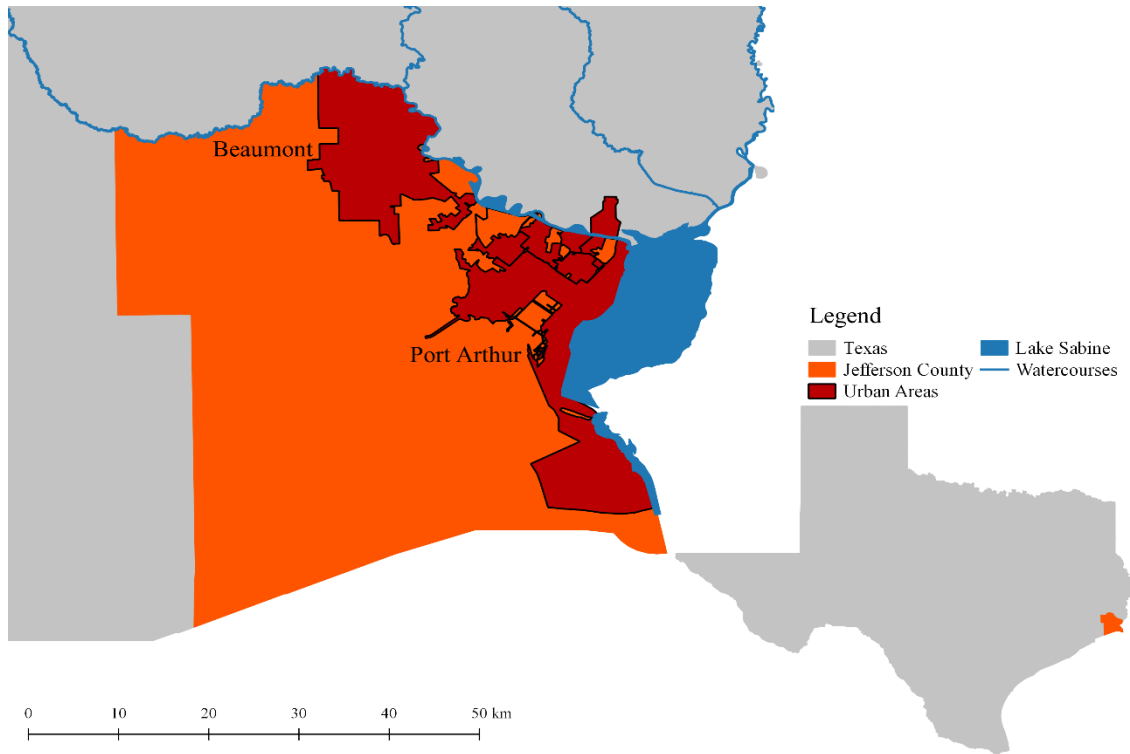 Beaumont
Port Arthur
Legend
Texas
Lake Sabine
Jefferson County
Watercourses
Urban Areas
0 10 20 30 40 50 km